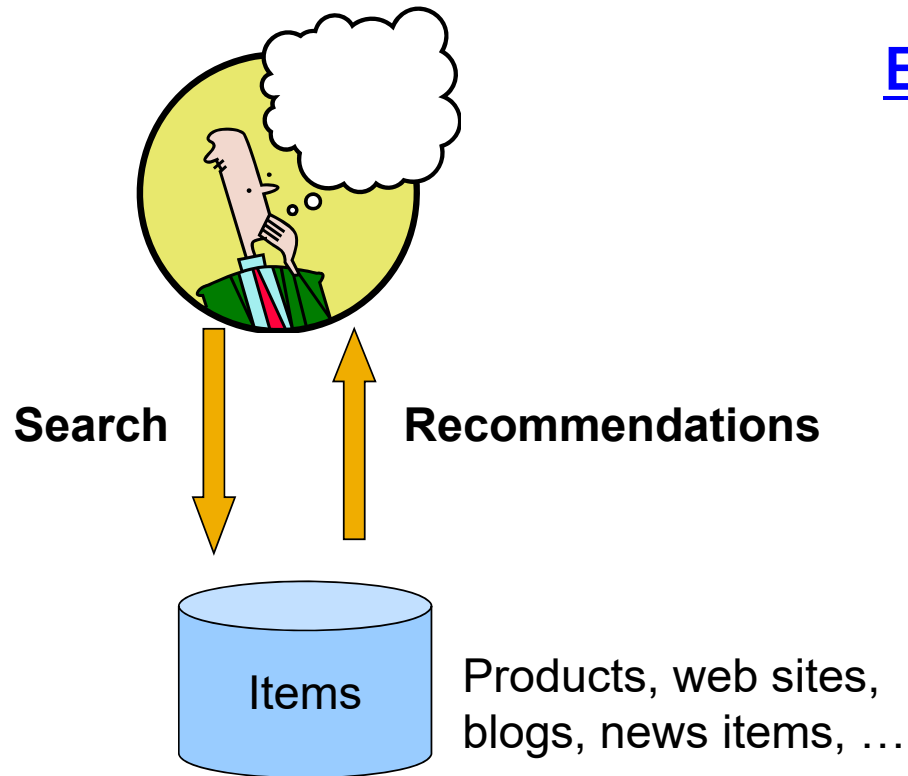 Search
Recommendations
Items
Products, web sites,
blogs, news items, …